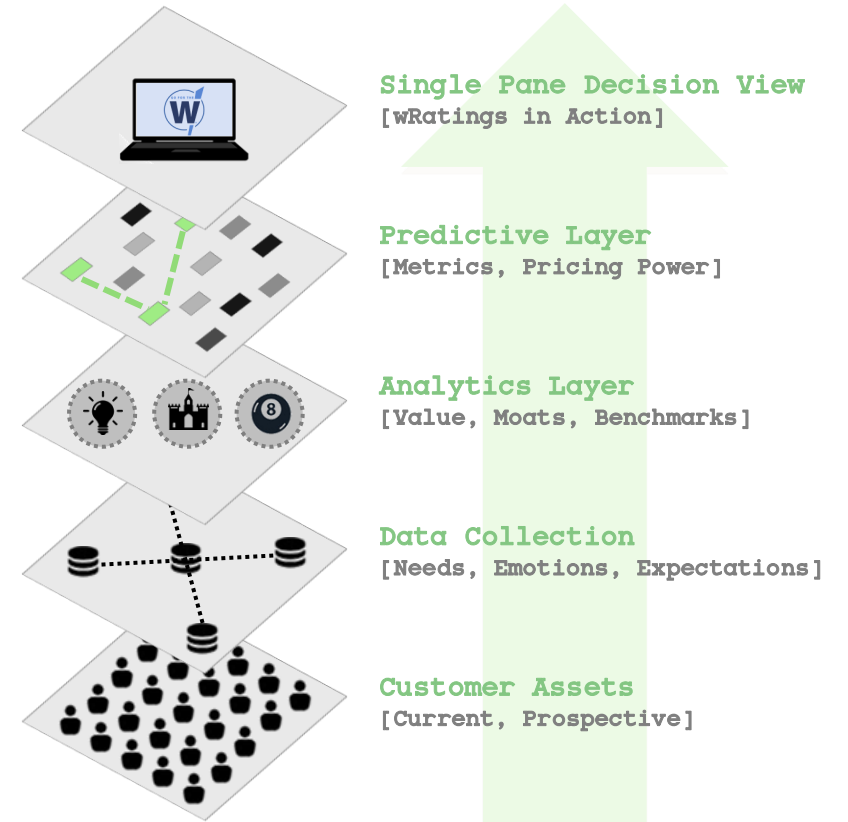 W
Single Pane Decision View
[wRatings in Action]
Predictive Layer
[Metrics, Pricing Power]
Analytics Layer
[Value, Moats, Benchmarks]
8
Data Collection
[Needs, Emotions, Expectations]
Customer Assets
[Current, Prospective]